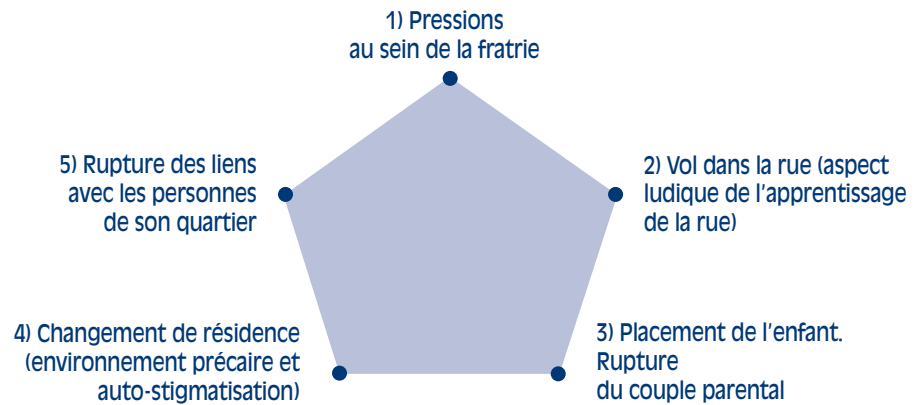 1) Pressions
au sein de la fratrie
2) Vol dans la rue (aspect
ludique de l'apprentissage
de la rue)
3) Placement de l'enfant.
Rupture
du couple parental
4) Changement de résidence
(environnement précaire et
auto-stigmatisation)
5) Rupture des liens
avec les personnes
de son quartier